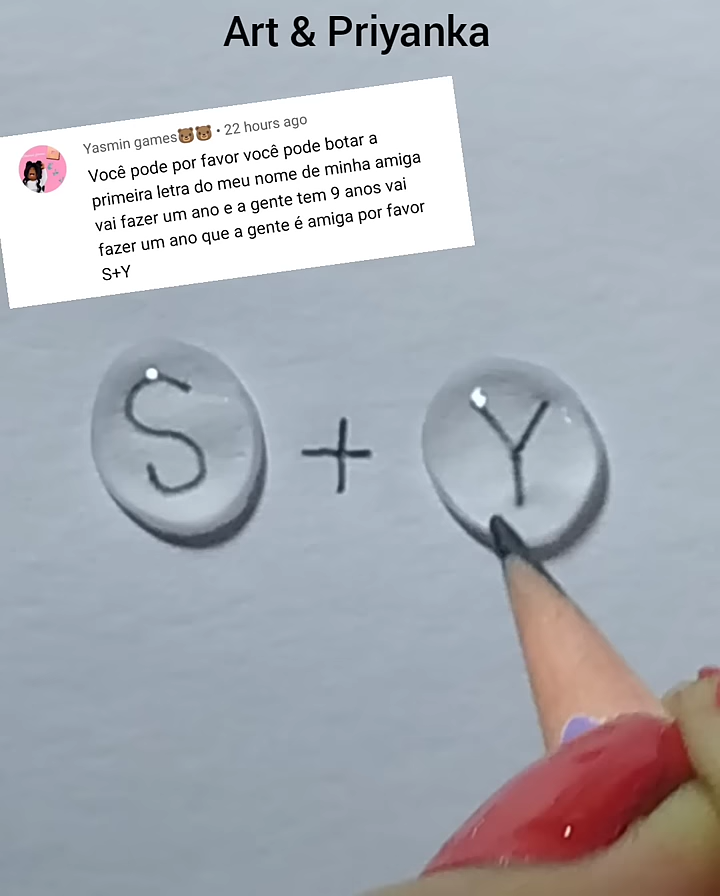 Art & Priyanka
Yasmin games🐻🐻 • 22 hours ago
Você pode por favor você pode botar a
primeira letra do meu nome de minha amiga
vai fazer um ano e a gente tem 9 anos vai
fazer um ano que a gente é amiga por favor
S+Y
S + Y